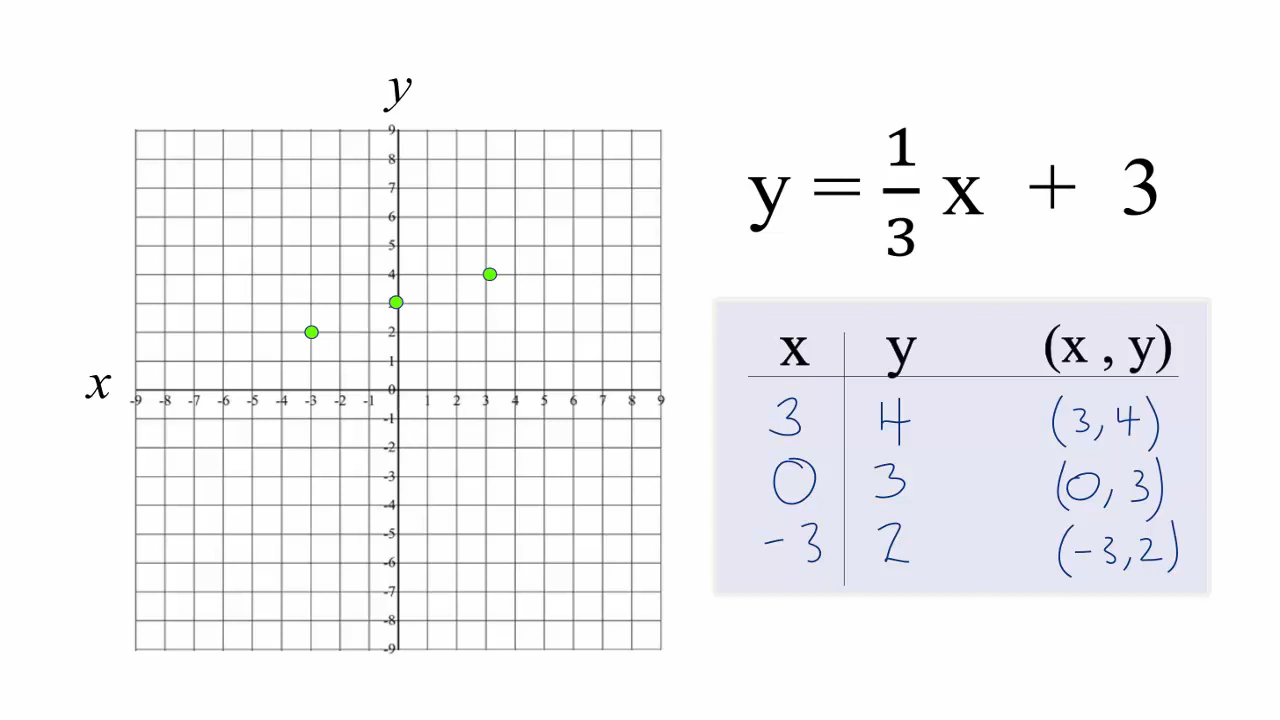 y
9
8
7
6
5
4
2
1
0
x
-9 -8 -7 -6 -5 -4 -3 -2 -1 1 2 3 4 5 6 7 8 9
-1
-2
-3
-4
-5
-6
-7
-8
-9
y = 1/3 x + 3
x y (x , y)
3 4 (3, 4)
0 3 (0, 3)
-3 2 (-3,2)